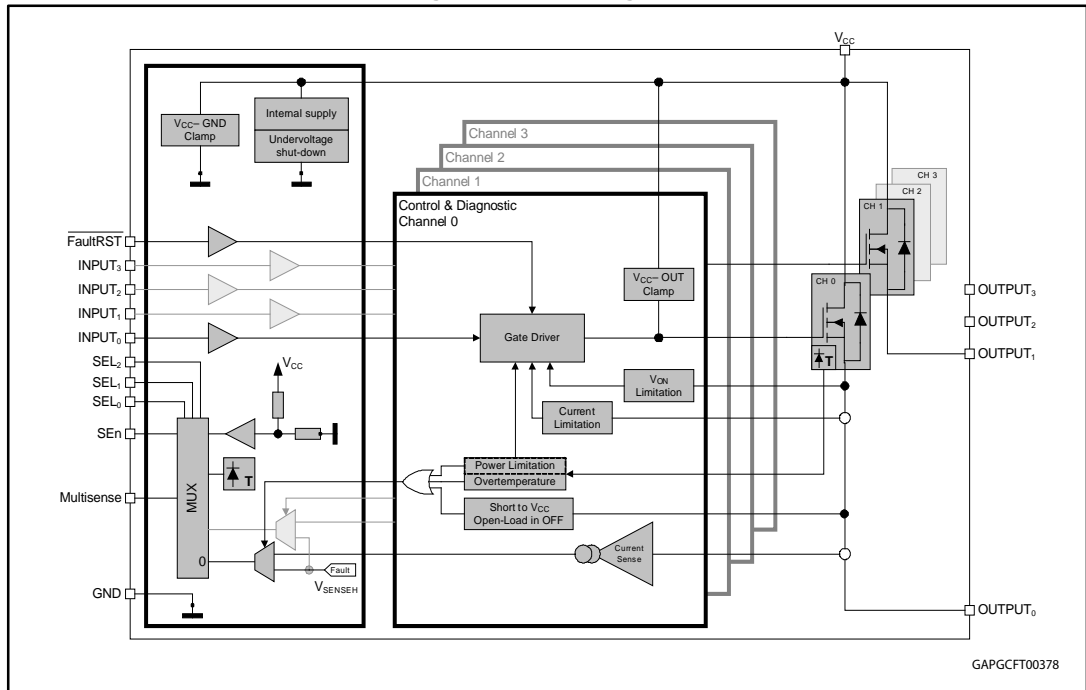 VCC
VCC– GND
Clamp
Internal supply
Undervoltage
shut-down
Channel 3
Channel 2
Channel 1
Control & Diagnostic
Channel 0
CH 3
CH 2
CH 1
CH 0
T
FaultRST
INPUT3
INPUT2
INPUT1
INPUT0
SEL2
SEL1
SEL0
SEn
Multisense
GND
VCC
MUX
T
0
Fault
VSENSEH
VCC– OUT
Clamp
Gate Driver
VON
Limitation
Current
Limitation
Power Limitation
Overtemperature
Short to VCC
Open-Load in OFF
Current
Sense
OUTPUT3
OUTPUT2
OUTPUT1
OUTPUT0
GAPGCFT00378